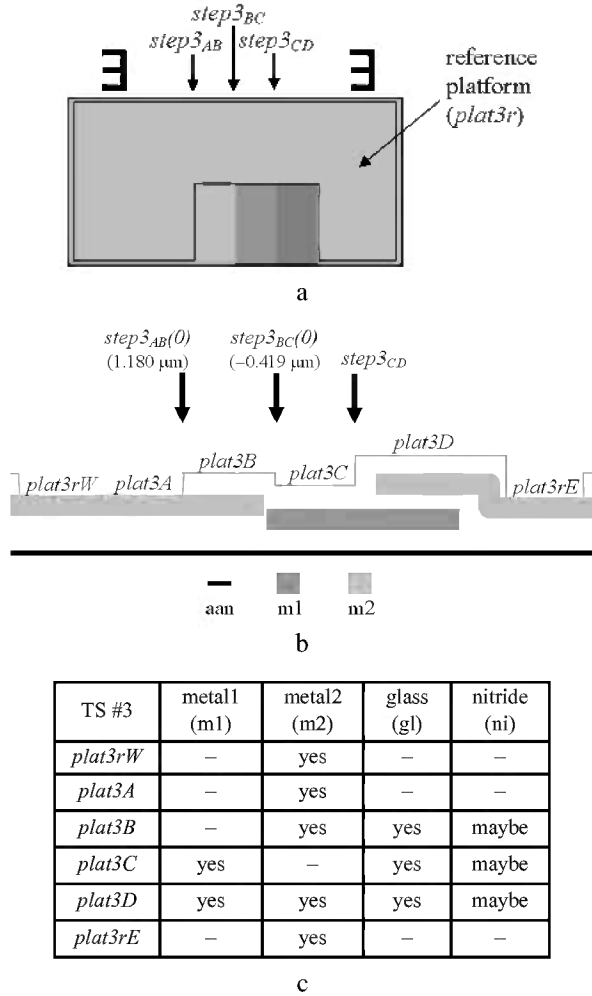 step3BC
step3AB step3CD
3 3
reference
platform
(plat3r)
a
step3AB(0) step3BC(0) step3CD
(1.180 μm) (−0.419 μm)
plat3rW plat3A plat3B plat3C plat3D plat3rE
aan m1 m2
b
TS #3 metal1 (m1) metal2 (m2) glass (gl) nitride (ni)
plat3rW – yes – –
plat3A – yes – –
plat3B – yes yes maybe
plat3C yes – yes maybe
plat3D yes yes yes maybe
plat3rE – yes – –
c